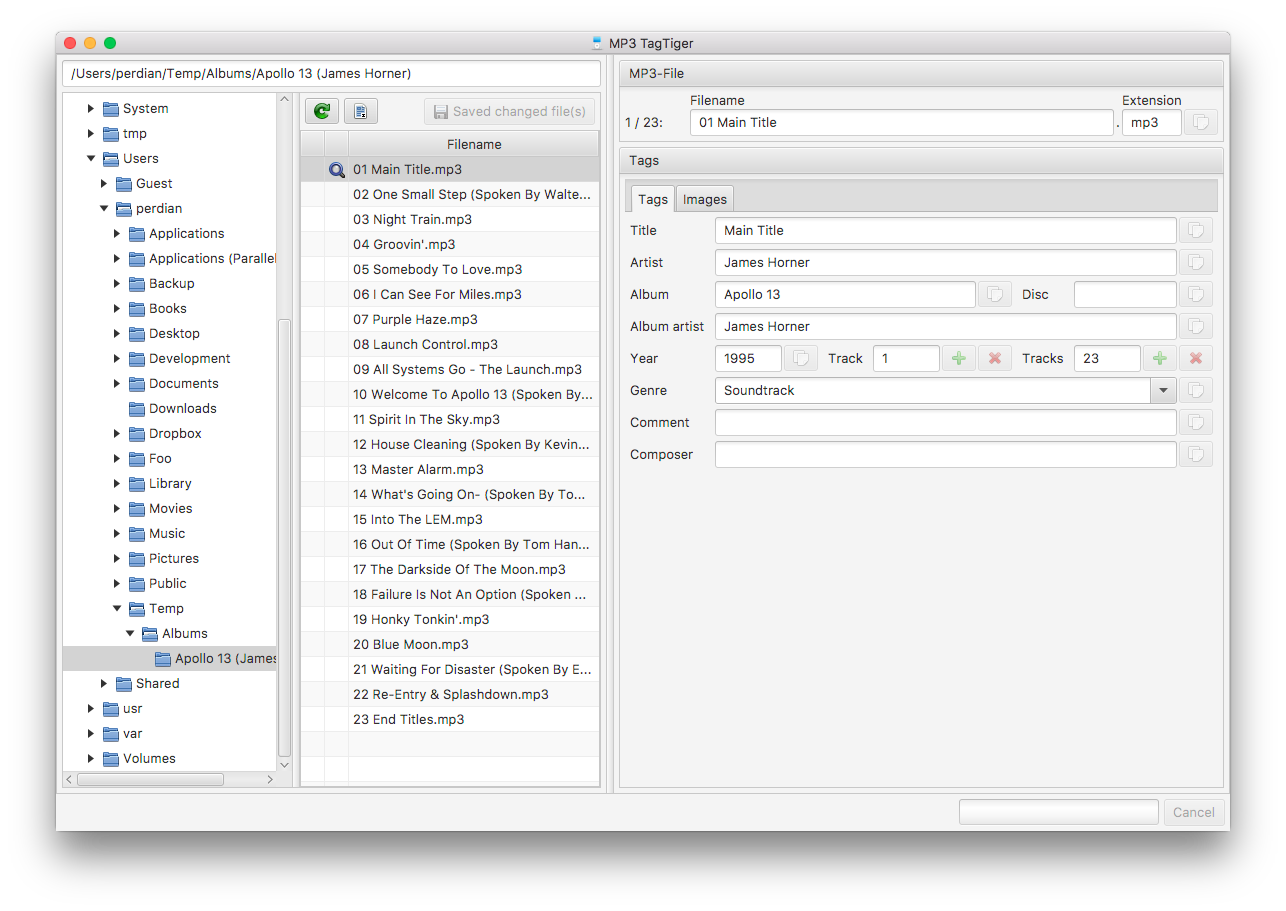 MP3 TagTiger
/Users/perdian/Temp/Albums/Apollo 13 (James Horner)
System
tmp
Users
Guest
perdian
Applications
Applications (Parallel
Backup
Books
Desktop
Development
Documents
Downloads
Dropbox
Foo
Library
Movies
Music
Pictures
Public
Temp
Albums
Apollo 13 (James
Shared
usr
var
Volumes
Saved changed file(s)
Filename
01 Main Title.mp3
02 One Small Step (Spoken By Walte...
03 Night Train.mp3
04 Groovin'.mp3
05 Somebody To Love.mp3
06 I Can See For Miles.mp3
07 Purple Haze.mp3
08 Launch Control.mp3
09 All Systems Go - The Launch.mp3
10 Welcome To Apollo 13 (Spoken By...
11 Spirit In The Sky.mp3
12 House Cleaning (Spoken By Kevin...
13 Master Alarm.mp3
14 What's Going On- (Spoken By To...
15 Into The LEM.mp3
16 Out Of Time (Spoken By Tom Han...
17 The Darkside Of The Moon.mp3
18 Failure Is Not An Option (Spoken ...
19 Honky Tonkin'.mp3
20 Blue Moon.mp3
21 Waiting For Disaster (Spoken By E...
22 Re-Entry & Splashdown.mp3
23 End Titles.mp3
MP3-File
Filename Extension
1 / 23: 01 Main Title . mp3
Tags
Tags Images
Title Main Title
Artist James Horner
Album Apollo 13 Disc
Album artist James Horner
Year 1995 Track 1 Tracks 23
Genre Soundtrack
Comment
Composer
Cancel